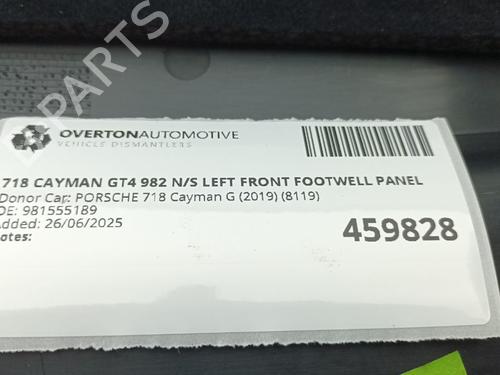 OVERTONAUTOMOTIVE
VEHICLE DISMANTLERS
718 CAYMAN GT4 982 N/S LEFT FRONT FOOTWELL PANEL
Donor Car: PORSCHE 718 Cayman G (2019) (8119)
OE: 981555189
Added: 26/06/2025
Notes:
459828
B-PARTS